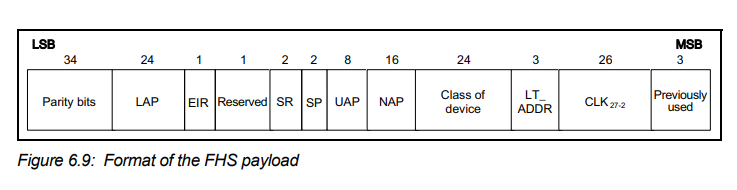 LSB MSB
34 24 1 1 2 2 8 16 24 3 26 3
Parity bits LAP EIR Reserved SR SP UAP NAP Class of device LT_ADDR CLK27-2 Previously used
Figure 6.9: Format of the FHS payload